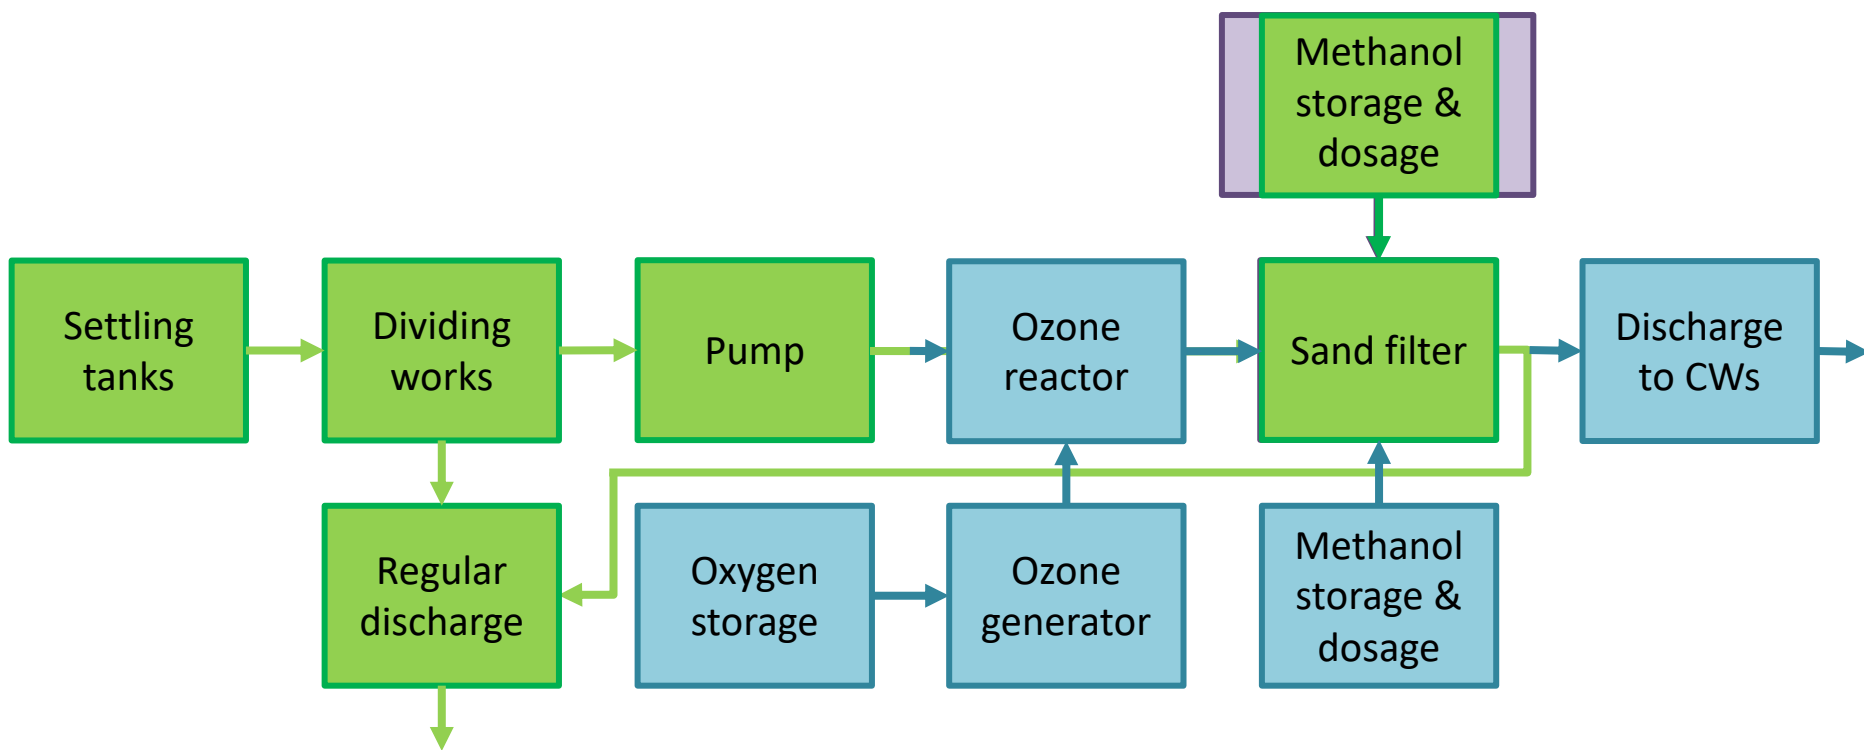 Methanol
storage &
dosage
Settling
tanks
Dividing
works
Pump
Ozone
reactor
Sand filter
Discharge
to CWs
Regular
discharge
Oxygen
storage
Ozone
generator
Methanol
storage &
dosage